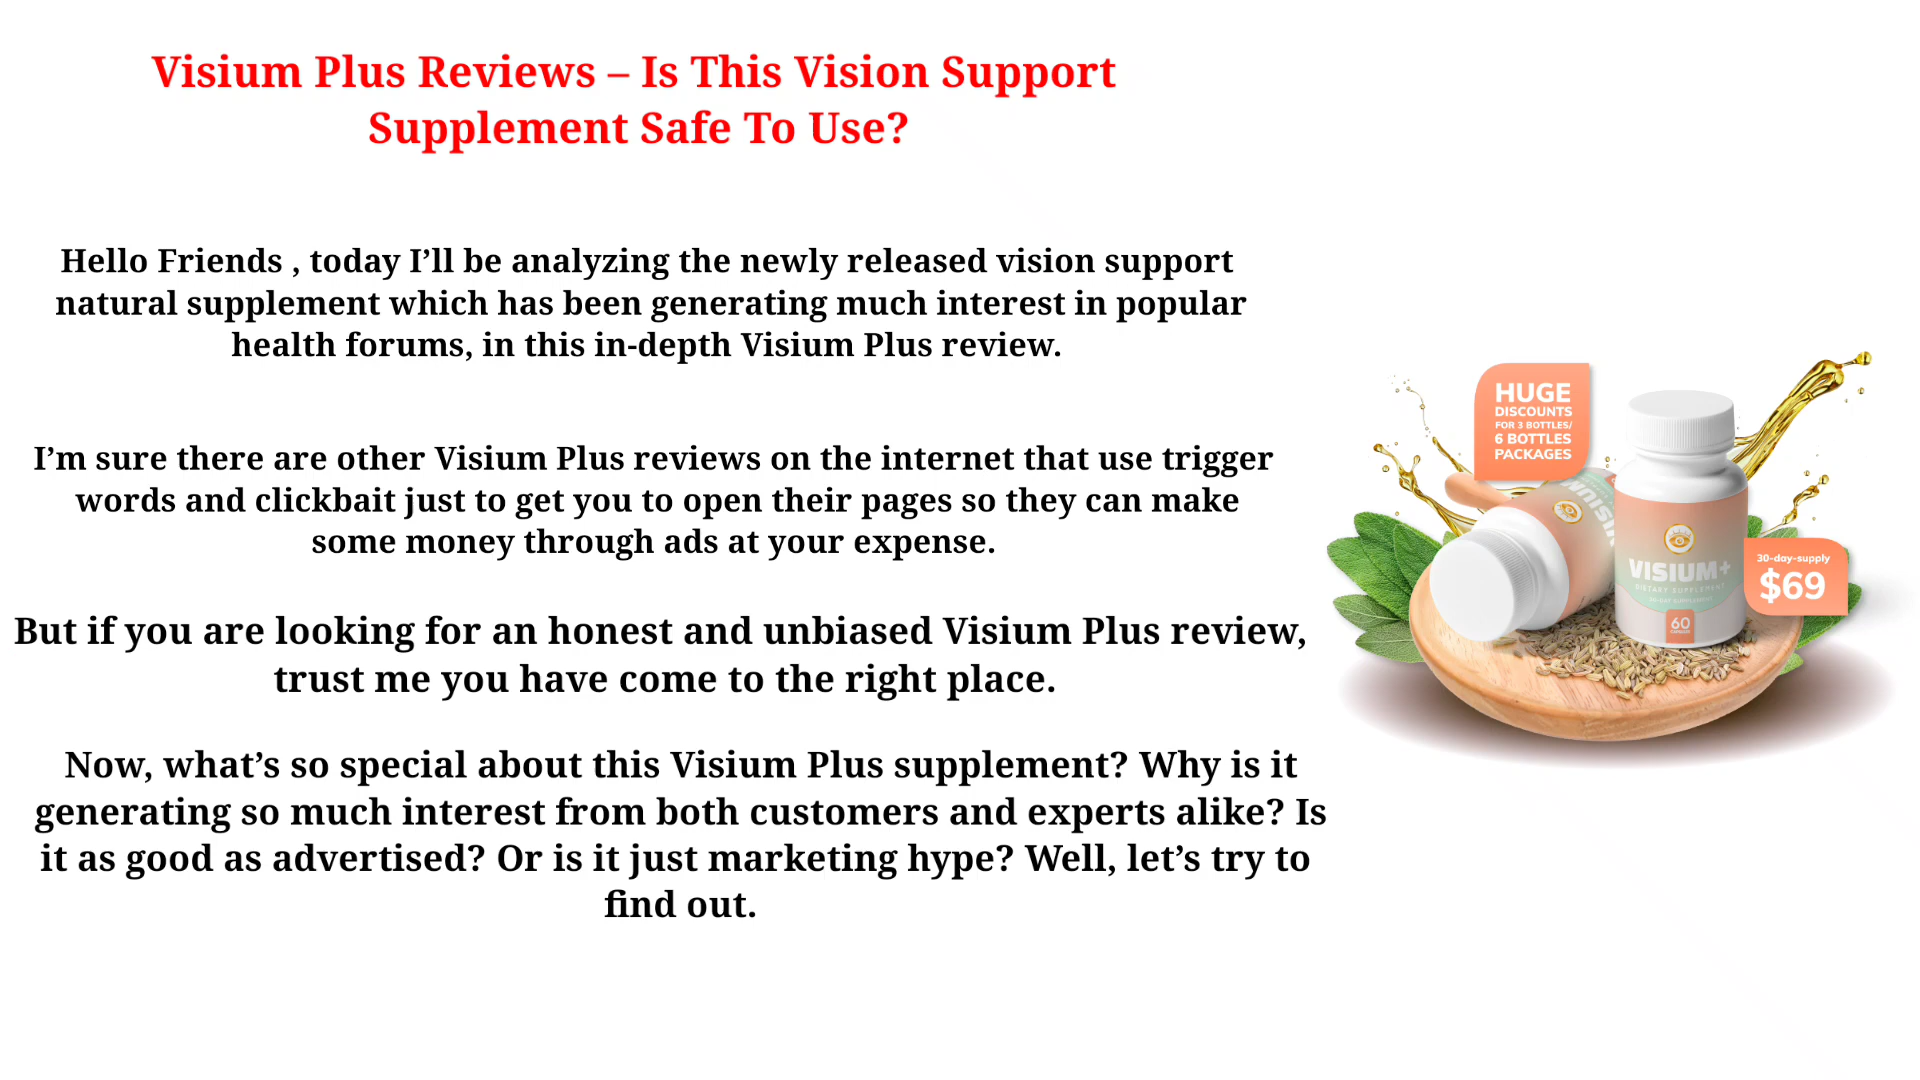 Visium Plus Reviews – Is This Vision Support
Supplement Safe To Use?
Hello Friends , today I’ll be analyzing the newly released vision support
natural supplement which has been generating much interest in popular
health forums, in this in-depth Visium Plus review.
I’m sure there are other Visium Plus reviews on the internet that use trigger
words and clickbait just to get you to open their pages so they can make
some money through ads at your expense.
But if you are looking for an honest and unbiased Visium Plus review,
trust me you have come to the right place.
Now, what’s so special about this Visium Plus supplement? Why is it
generating so much interest from both customers and experts alike? Is
it as good as advertised? Or is it just marketing hype? Well, let’s try to
find out.
HUGE
DISCOUNTS
FOR 3 BOTTLES/
6 BOTTLES
PACKAGES
VISIUM+
DIETARY SUPPLEMENT
60
CAPSULES
30-day-supply
$69